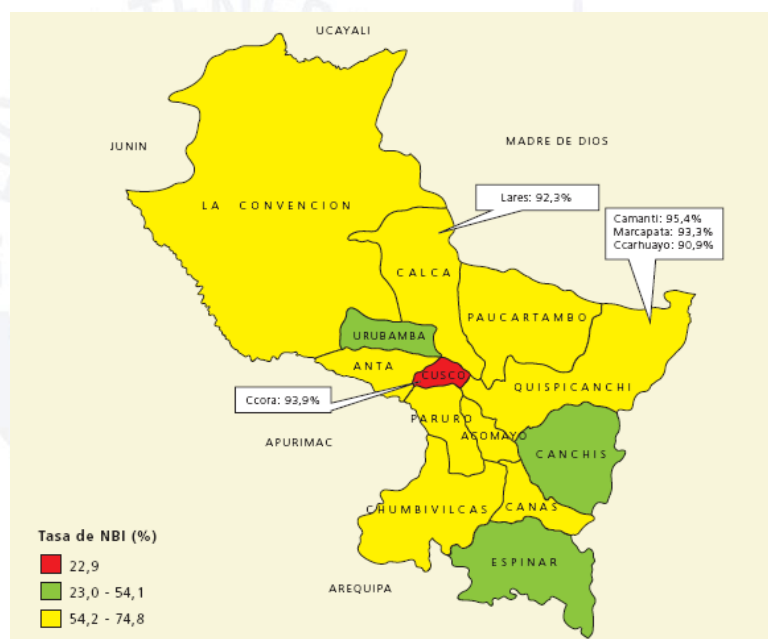 UCAYALI
JUNIN
MADRE DE DIOS
LA CONVENCION
Lares: 92,3%
Camanti: 95,4%
Marcapata: 93,3%
Ccarhuayo: 90,9%
CALCA
PAUCARTAMBO
URUBAMBA
ANTA
CUSCO
QUISPICANCHI
Ccora: 93,9%
PARURO
ACOMAYO
APURIMAC
CANCHIS
CHUMBIVILCAS
CANAS
Tasa de NBI (%)
22,9
23,0 - 54,1
54,2 - 74,8
ESPINAR
AREQUIPA